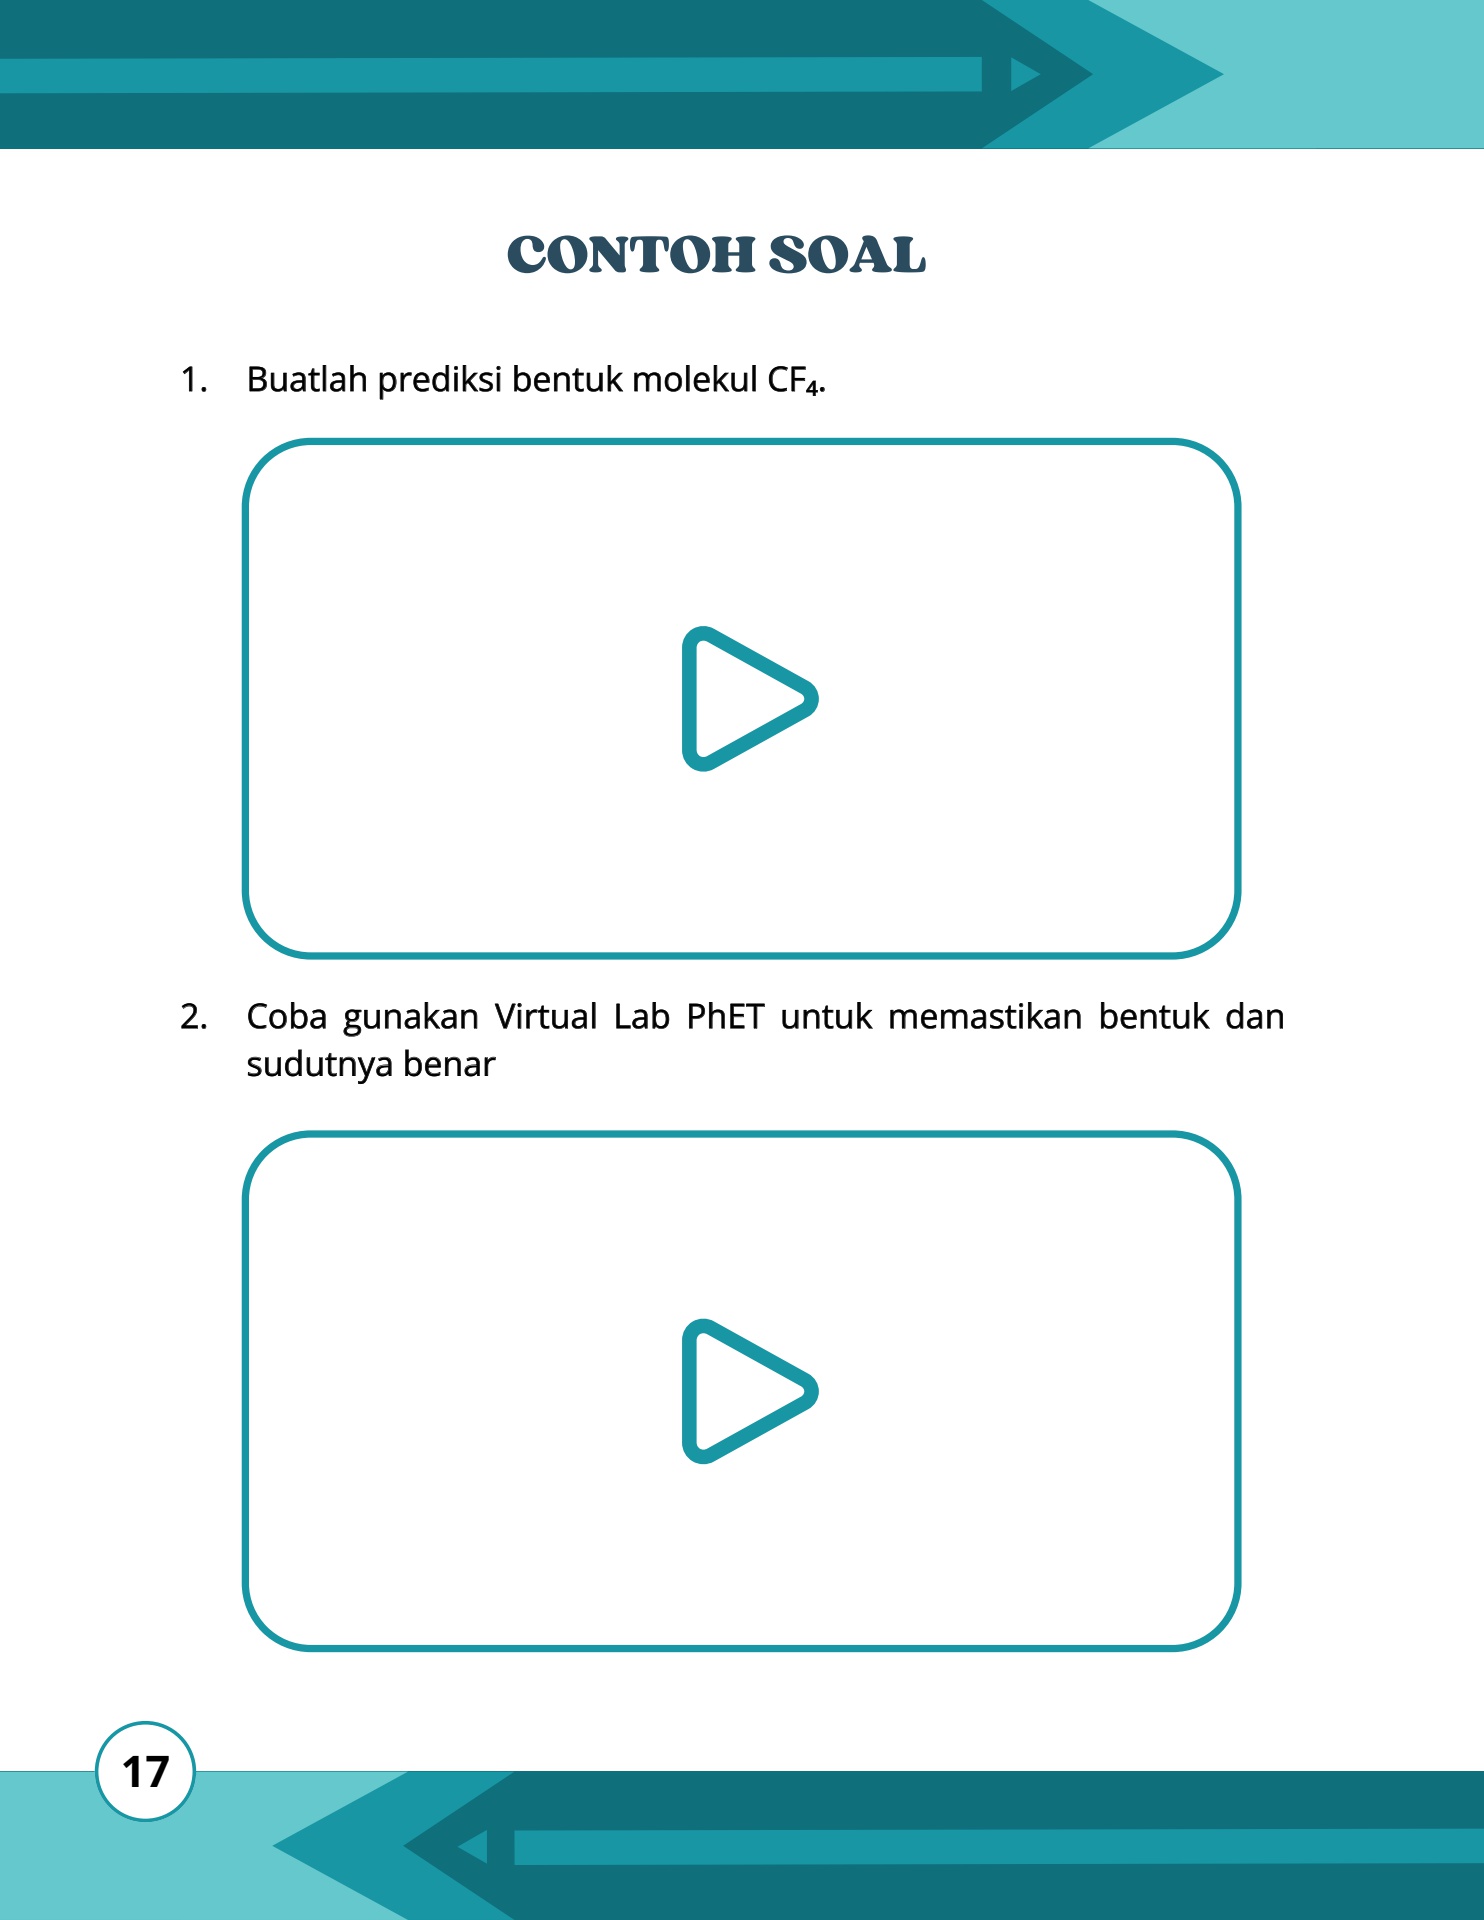 CONTOH SOAL
1. Buatlah prediksi bentuk molekul CF₄.
2. Coba gunakan Virtual Lab PhET untuk memastikan bentuk dan
sudutnya benar
17